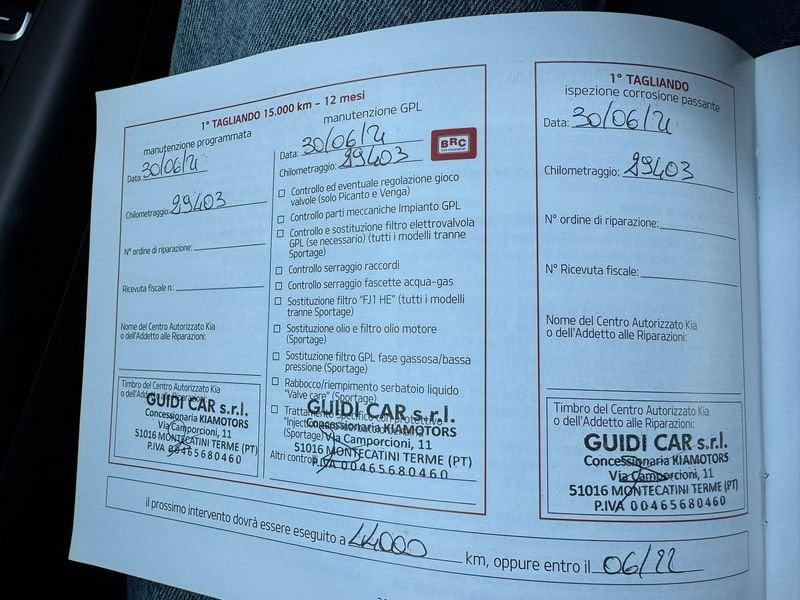 1° TAGLIANDO 15.000 km - 12 mesi
manutenzione programmata
Data: 30/06/21
Chilometraggio: 29403
N° ordine di riparazione:
Ricevuta fiscale n.:
Nome del Centro Autorizzato Kia
o dell'Addetto alle Riparazioni:
Timbro del Centro Autorizzato Kia
o dell'Addetto alle Riparazioni:
GUIDI CAR s.r.l.
Concessionaria KIAMOTORS
Via Camporcioni, 11
51016 MONTECATINI TERME (PT)
P.IVA 00465680460
manutenzione GPL
Data: 30/06/21
Chilometraggio: 29403
BRC
Controllo ed eventuale regolazione gioco
valvole (solo Picanto e Venga)
Controllo parti meccaniche Impianto GPL
Controllo e sostituzione filtro elettrovalvola
GPL (se necessario) (tutti i modelli tranne
Sportage)
Controllo serraggio raccordi
Controllo serraggio fascette acqua-gas
Sostituzione filtro "FJ1 HE" (tutti i modelli
tranne Sportage)
Sostituzione olio e filtro olio motore
(Sportage)
Sostituzione filtro GPL fase gassosa/bassa
pressione (Sportage)
Rabbocco/riempimento serbatoio liquido
"Valve care" (Sportage)
Trattamento specifico con protettivo
(Sportage)
Altri controlli
GUIDI CAR s.r.l.
Concessionaria KIAMOTORS
Via Camporcioni, 11
51016 MONTECATINI TERME (PT)
P.IVA 00465680460
1° TAGLIANDO
ispezione corrosione passante
Data: 30/06/21
Chilometraggio: 29403
N° ordine di riparazione:
N° Ricevuta fiscale:
Nome del Centro Autorizzato Kia
o dell'Addetto alle Riparazioni:
Timbro del Centro Autorizzato Kia
o dell'Addetto alle Riparazioni:
GUIDI CAR s.r.l.
Concessionaria KIAMOTORS
Via Camporcioni, 11
51016 MONTECATINI TERME (PT)
P.IVA 00465680460
il prossimo intervento dovrà essere eseguito a 44000 km, oppure entro il 06/22